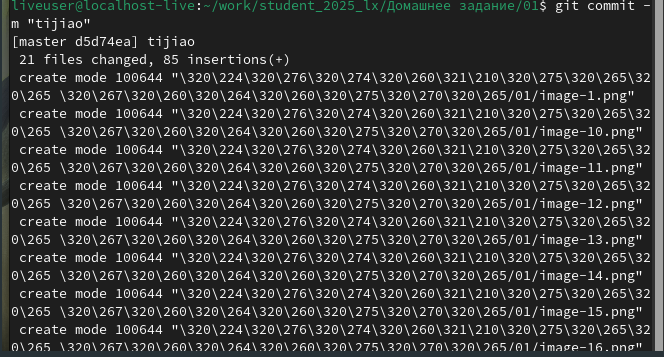 liveuser@localhost-live:~/work/student_2025_lx/Домашнее задание/01$ git commit -
m "tijiao"
[master d5d74ea] tijiao
 21 files changed, 85 insertions(+)
 create mode 100644 "\320\224\320\276\320\274\320\260\321\210\320\275\320\265\32
0\265 \320\267\320\260\320\264\320\260\320\275\320\270\320\265/01/image-1.png"
 create mode 100644 "\320\224\320\276\320\274\320\260\321\210\320\275\320\265\32
0\265 \320\267\320\260\320\264\320\260\320\275\320\270\320\265/01/image-10.png"
 create mode 100644 "\320\224\320\276\320\274\320\260\321\210\320\275\320\265\32
0\265 \320\267\320\260\320\264\320\260\320\275\320\270\320\265/01/image-11.png"
 create mode 100644 "\320\224\320\276\320\274\320\260\321\210\320\275\320\265\32
0\265 \320\267\320\260\320\264\320\260\320\275\320\270\320\265/01/image-12.png"
 create mode 100644 "\320\224\320\276\320\274\320\260\321\210\320\275\320\265\32
0\265 \320\267\320\260\320\264\320\260\320\275\320\270\320\265/01/image-13.png"
 create mode 100644 "\320\224\320\276\320\274\320\260\321\210\320\275\320\265\32
0\265 \320\267\320\260\320\264\320\260\320\275\320\270\320\265/01/image-14.png"
 create mode 100644 "\320\224\320\276\320\274\320\260\321\210\320\275\320\265\32
0\265 \320\267\320\260\320\264\320\260\320\275\320\270\320\265/01/image-15.png"
 create mode 100644 "\320\224\320\276\320\274\320\260\321\210\320\275\320\265\32
0\265 \320\267\320\260\320\264\320\260\320\275\320\270\320\265/01/image-16.png"